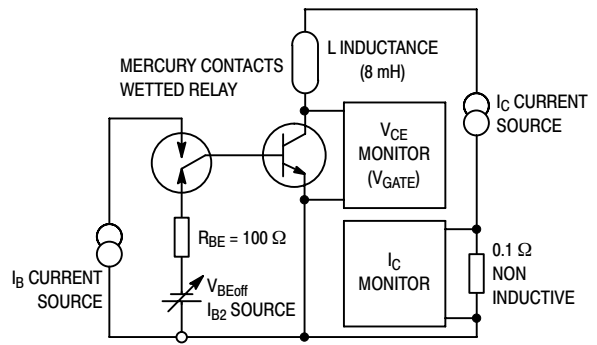 L INDUCTANCE
(8 mH)
MERCURY CONTACTS
WETTED RELAY
I_C CURRENT
SOURCE
V_CE
MONITOR
(V_GATE)
R_BE = 100 Ω
I_C
MONITOR
0.1 Ω
NON
INDUCTIVE
I_B CURRENT
SOURCE
V_BEoff
I_B2 SOURCE